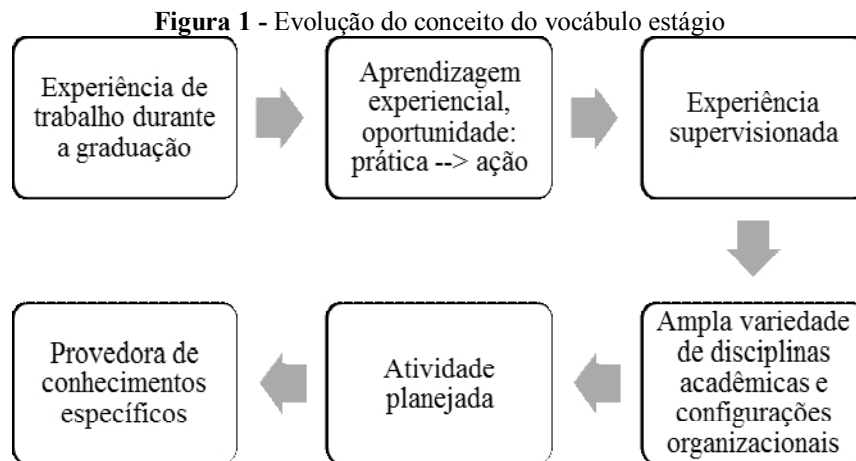 Figura 1 - Evolução do conceito do vocábulo estágio
Experiência de
trabalho durante
a graduação
Aprendizagem
experiencial,
oportunidade:
prática --> ação
Experiência
supervisionada
Ampla variedade
de disciplinas
acadêmicas e
configurações
organizacionais
Atividade
planejada
Provedora de
conhecimentos
específicos